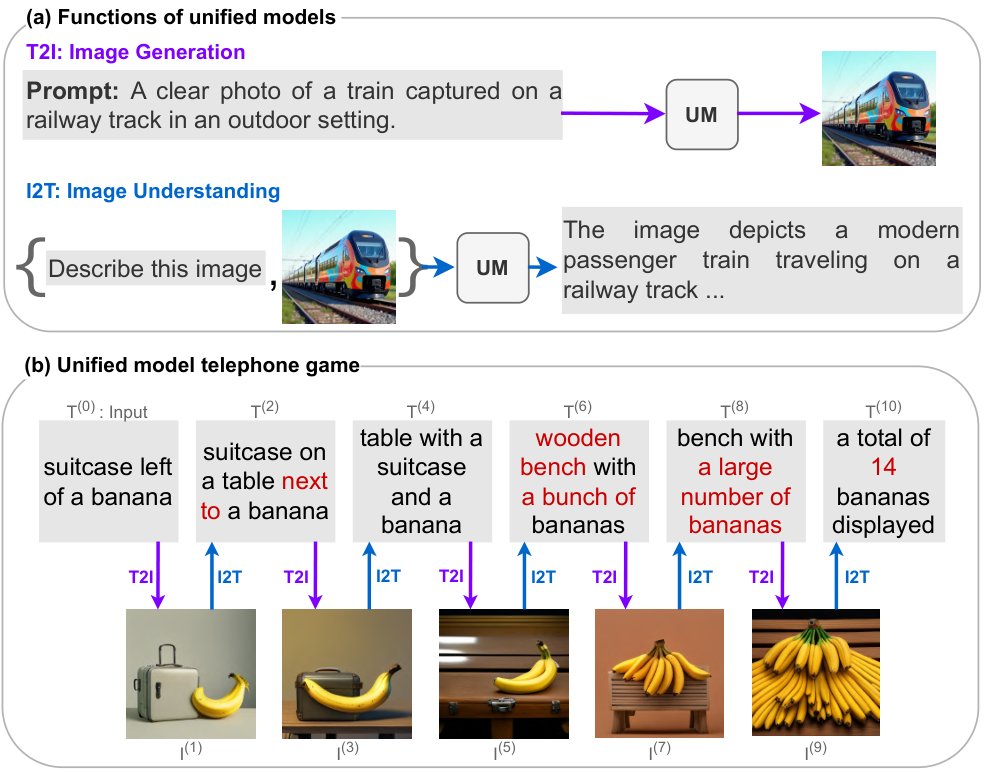 (a) Functions of unified models
T2I: Image Generation
Prompt: A clear photo of a train captured on a
railway track in an outdoor setting.
UM
I2T: Image Understanding
{ Describe this image , }
UM
The image depicts a modern
passenger train traveling on a
railway track ...
(b) Unified model telephone game
T(0) : Input
suitcase left
of a banana
T(2)
suitcase on
a table next
to a banana
T(4)
table with a
suitcase
and a
banana
T(6)
wooden
bench with
a bunch of
bananas
T(8)
bench with
a large
number of
bananas
T(10)
a total of
14
bananas
displayed
T2I
I2T
T2I
I2T
T2I
I2T
T2I
I2T
T2I
I2T
I(1)
I(3)
I(5)
I(7)
I(9)